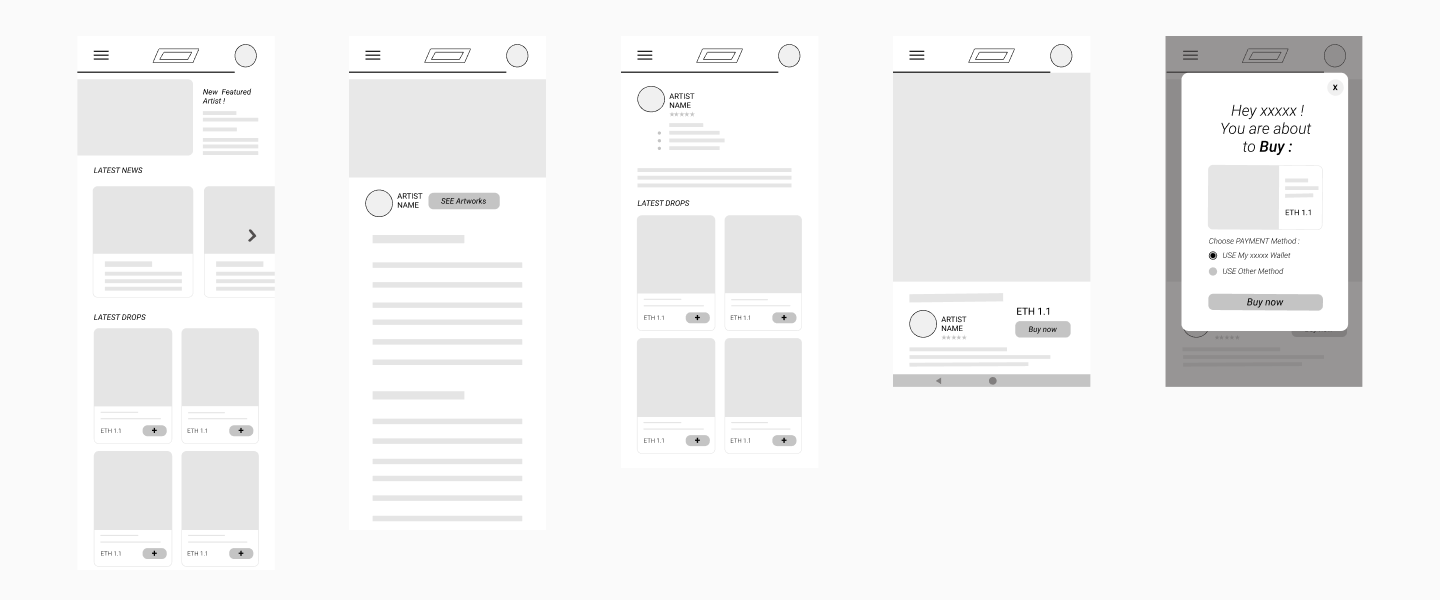 New Featured
Artist !
LATEST NEWS
LATEST DROPS
ETH 1.1
+
ETH 1.1
+
ETH 1.1
+
ETH 1.1
+
ARTIST
NAME
SEE Artworks
ARTIST
NAME
LATEST DROPS
ETH 1.1
+
ETH 1.1
+
ETH 1.1
+
ETH 1.1
+
ETH 1.1
ARTIST
NAME
Buy now
X
Hey xxxxx !
You are about
to Buy :
ETH 1.1
Choose PAYMENT Method :
USE My xxxxx Wallet
USE Other Method
Buy now